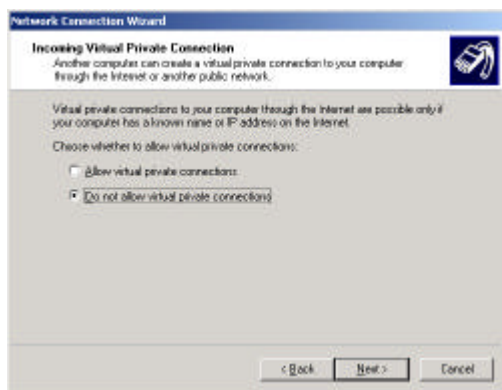 Network Connection Wizard
Incoming Virtual Private Connection
Another computer can create a virtual private connection to your computer
through the Internet or another public network.
Virtual private connections to your computer through the Internet are possible only if
your computer has a known name or IP address on the Internet.
Choose whether to allow virtual private connections:
Allow virtual private connections
Do not allow virtual private connections
< Back
Next >
Cancel